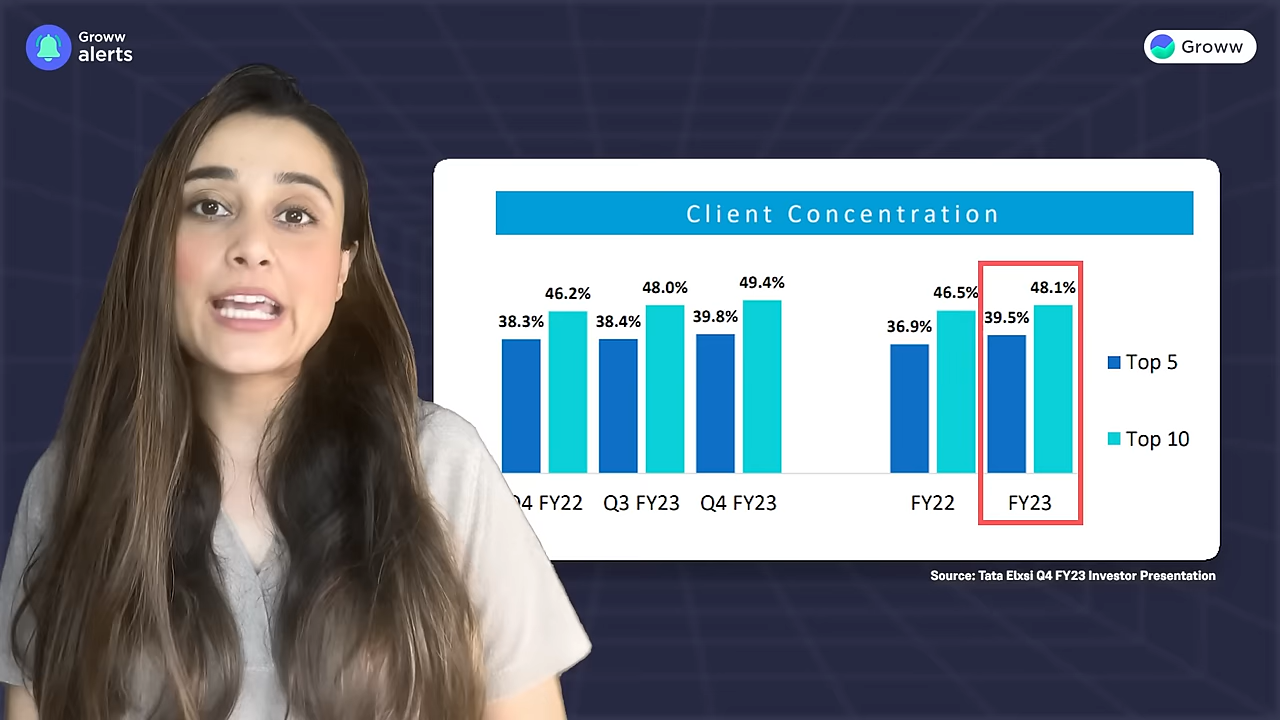 Groww
alerts
Groww
Client Concentration
38.3% 46.2% 38.4% 48.0% 39.8% 49.4% 36.9% 46.5% 39.5% 48.1%
Top 5
Top 10
Q4 FY22 Q3 FY23 Q4 FY23 FY22 FY23
Source: Tata Elxsi Q4 FY23 Investor Presentation